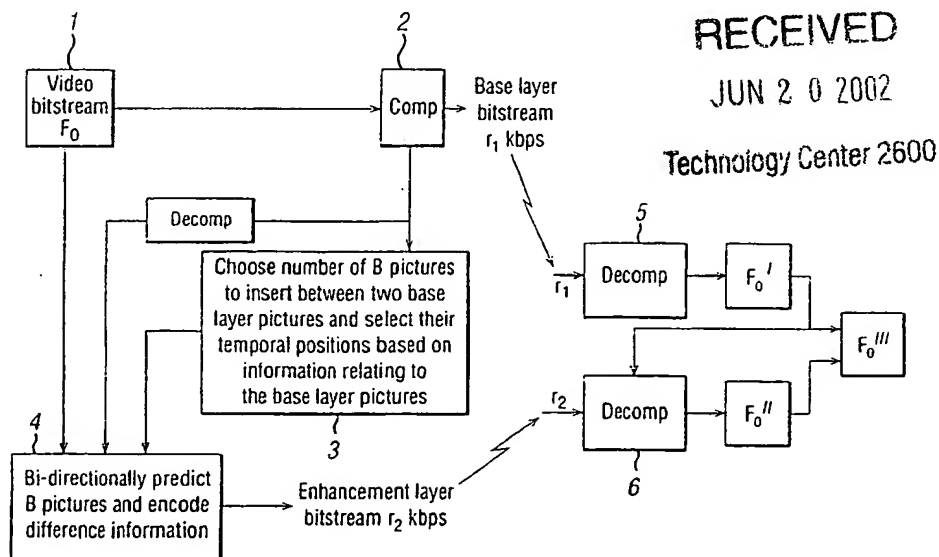 RECEIVED
JUN 20 2002
Technology Center 2600
1
Video
bitstream
F₀
2
Comp
Base layer
bitstream
r₁ kbps
Decomp
Choose number of B pictures
to insert between two base
layer pictures and select their
temporal positions based on
information relating to
the base layer pictures
3
4
Bi-directionally predict
B pictures and encode
difference information
Enhancement layer
bitstream r₂ kbps
5
r₁
Decomp
F₀ I
F₀ III
r₂
Decomp
F₀ II
6